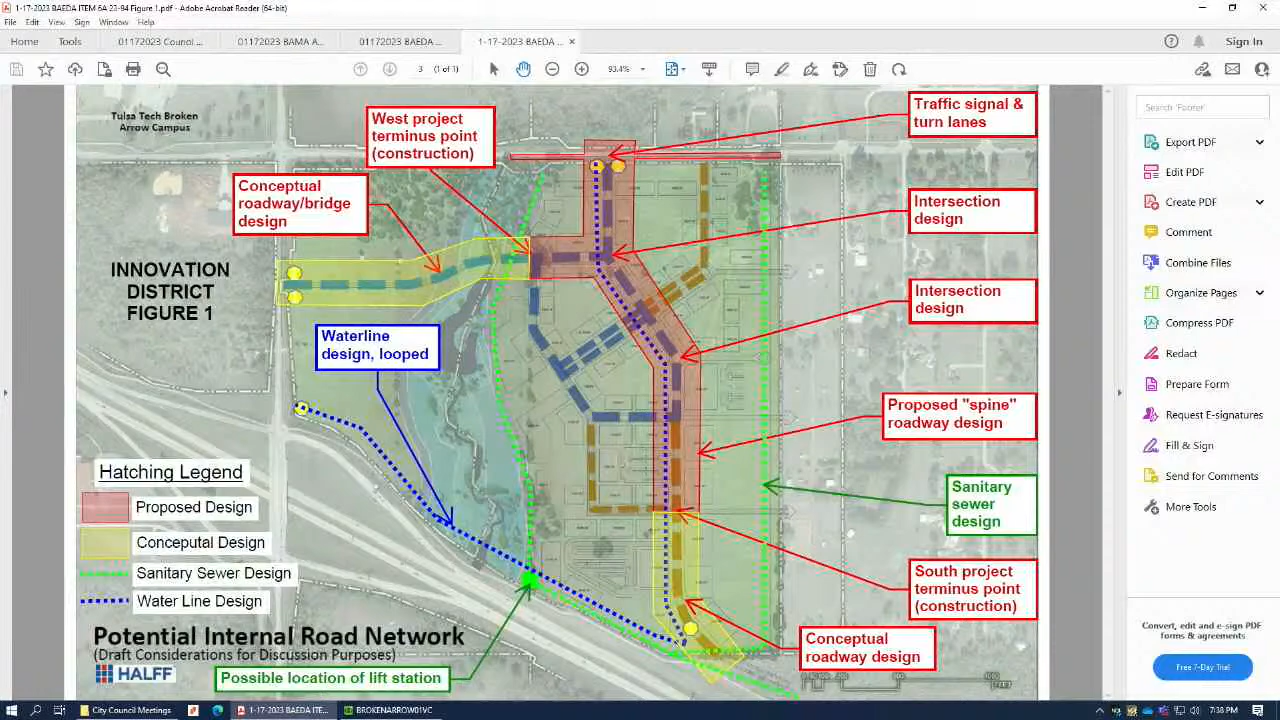 1-17-2023 BAEDA ITEM 6A 23-94 Figure 1.pdf - Adobe Acrobat Reader (64-bit)
File Edit View Sign Window Help
Home Tools 01172023 Council ... 01172023 BAMA A... 01172023 BAEDA ... 1-17-2023 BAEDA ... ×
Sign In
3 (1 of 1) 93.4%
Tulsa Tech Broken
Arrow Campus
West project
terminus point
(construction)
Traffic signal &
turn lanes
Conceptual
roadway/bridge
design
Intersection
design
INNOVATION
DISTRICT
FIGURE 1
Intersection
design
Waterline
design, looped
Proposed "spine"
roadway design
Sanitary
sewer
design
South project
terminus point
(construction)
Conceptual
roadway design
Hatching Legend
Proposed Design
Conceputal Design
Sanitary Sewer Design
Water Line Design
Potential Internal Road Network
(Draft Considerations for Discussion Purposes)
HALFF
Possible location of lift station
Search 'Footer'
Export PDF
Edit PDF
Create PDF
Comment
Combine Files
Organize Pages
Compress PDF
Redact
Prepare Form
Request E-signatures
Fill & Sign
Send for Comments
More Tools
Convert, edit and e-sign PDF
forms & agreements
Free 7-Day Trial
City Council Meetings 1-17-2023 BAEDA ITE... BROKENARROW01VC 7:38 PM